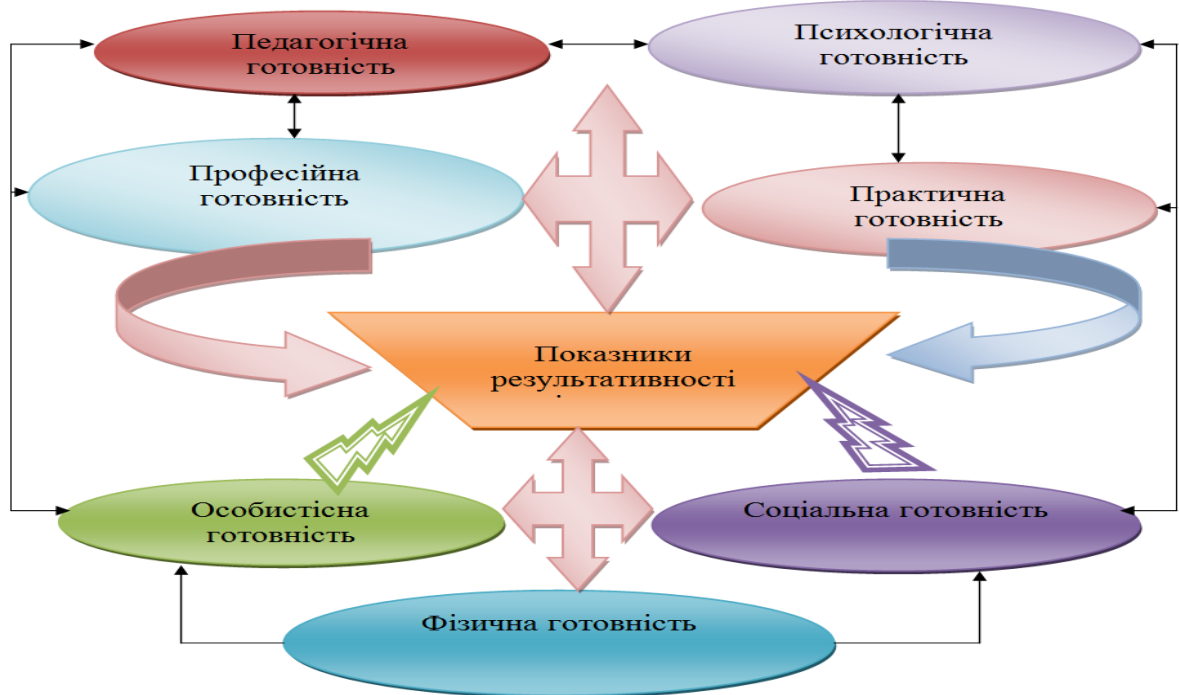 Педагогічна
готовність
Психологічна
готовність
Професійна
готовність
Практична
готовність
Показники
результативності
Особистісна
готовність
Соціальна готовність
Фізична готовність